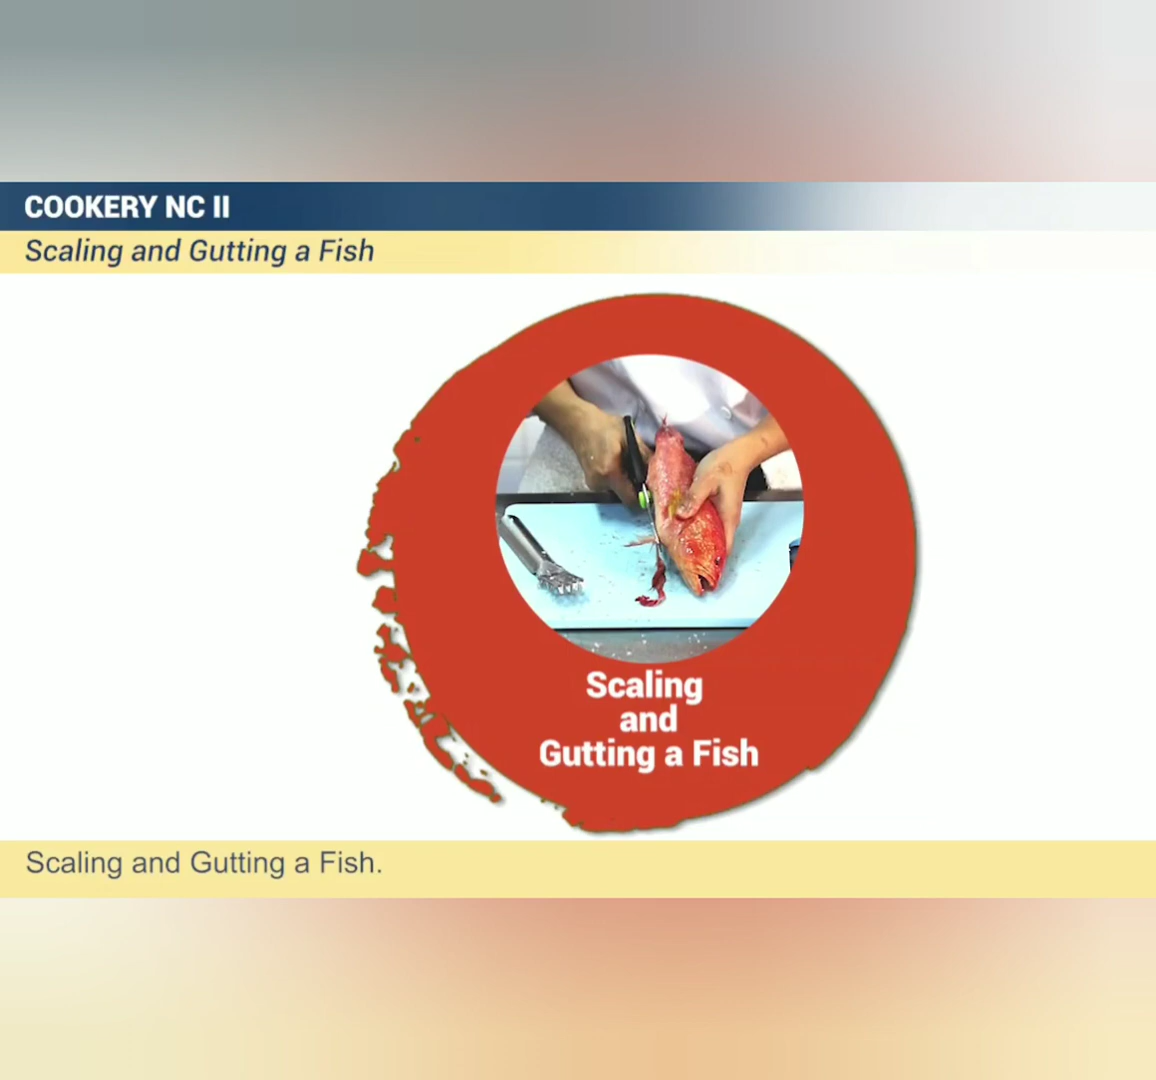 COOKERY NC II
Scaling and Gutting a Fish
Scaling
and
Gutting a Fish
Scaling and Gutting a Fish.